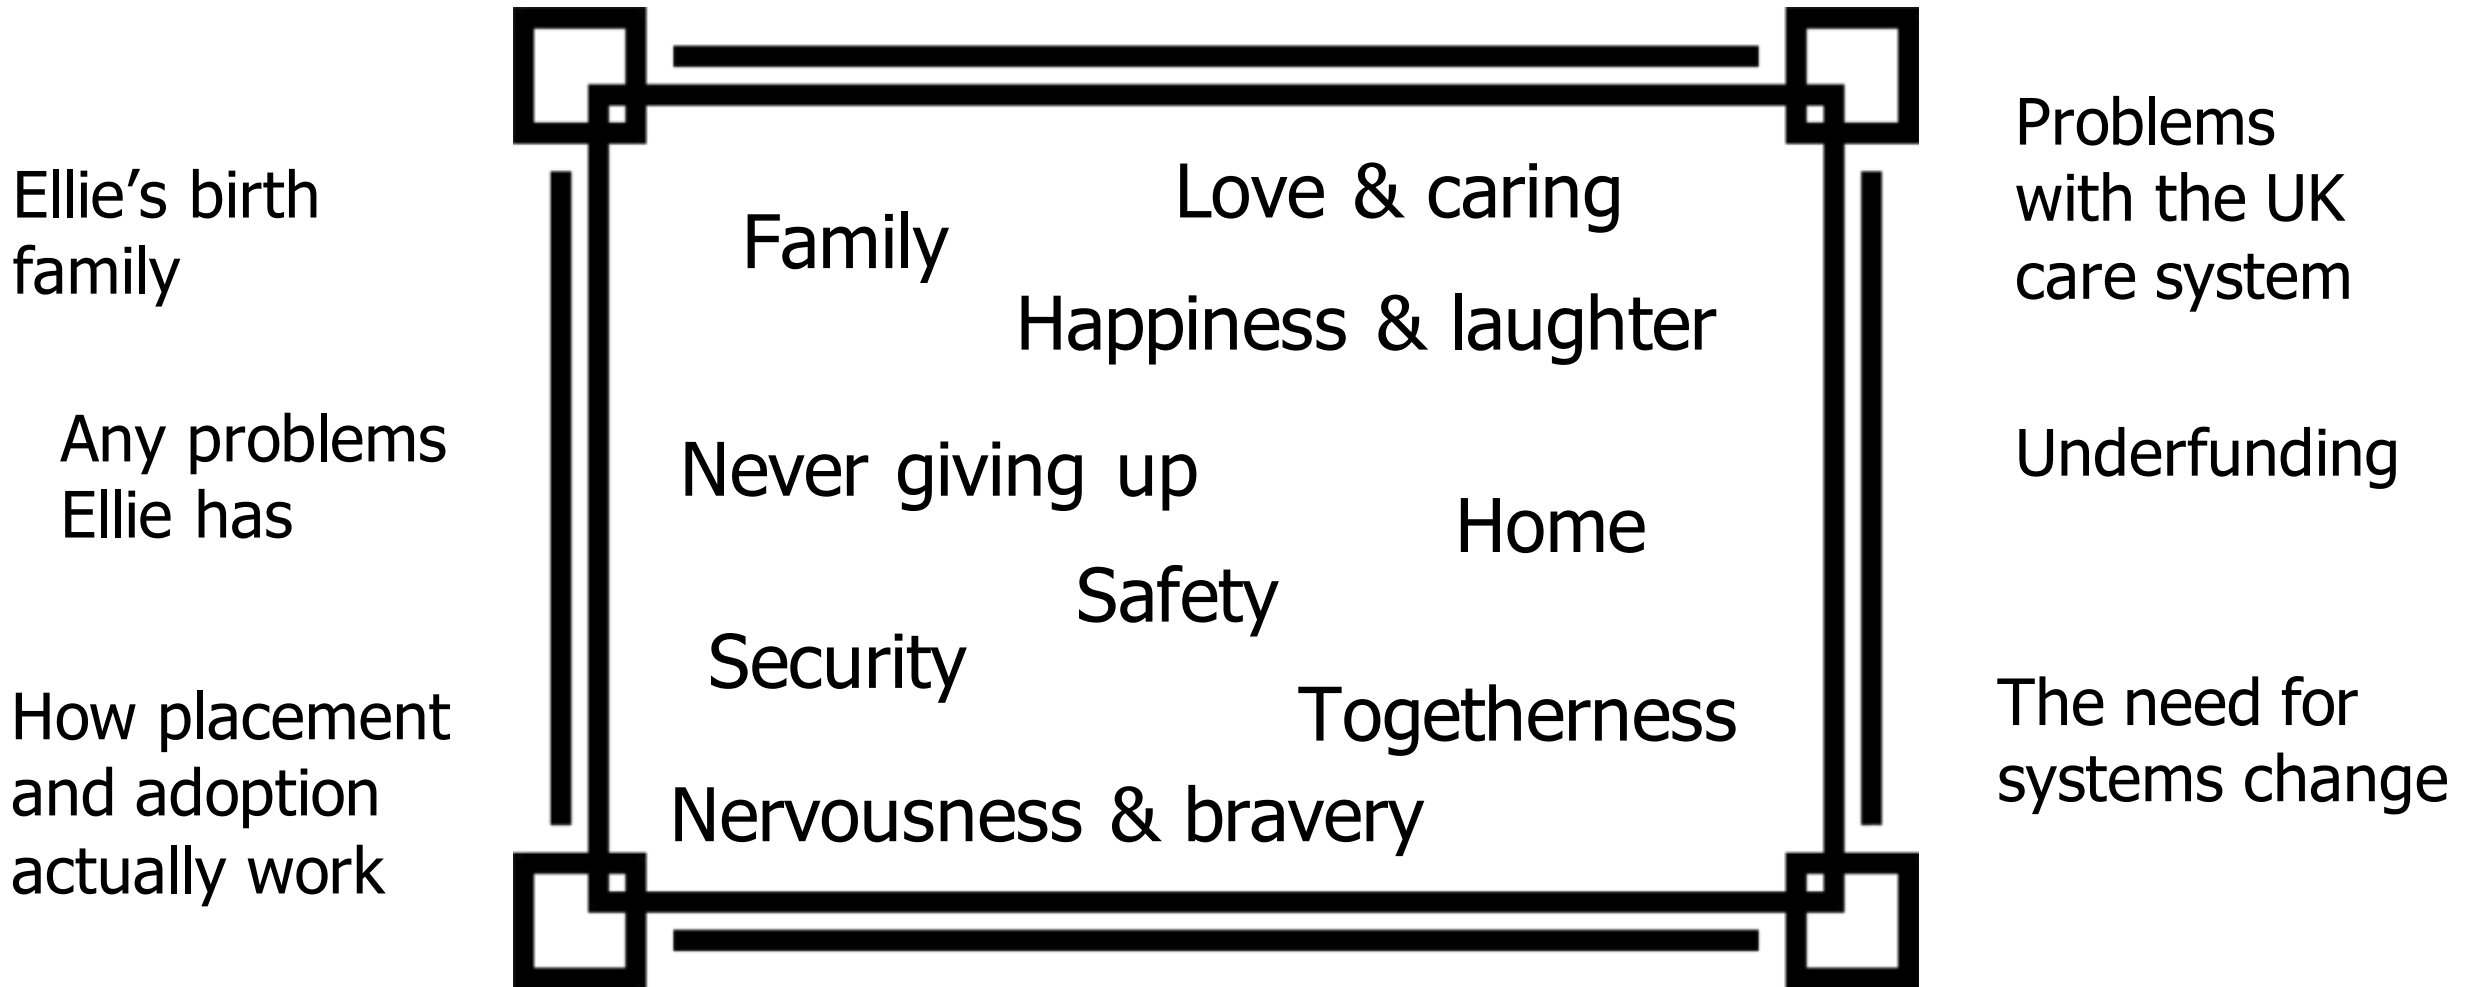 Ellie’s birth
family
Any problems
Ellie has
How placement
and adoption
actually work
Love & caring
Family
Happiness & laughter
Never giving up
Home
Safety
Security
Togetherness
Nervousness & bravery
Problems
with the UK
care system
Underfunding
The need for
systems change